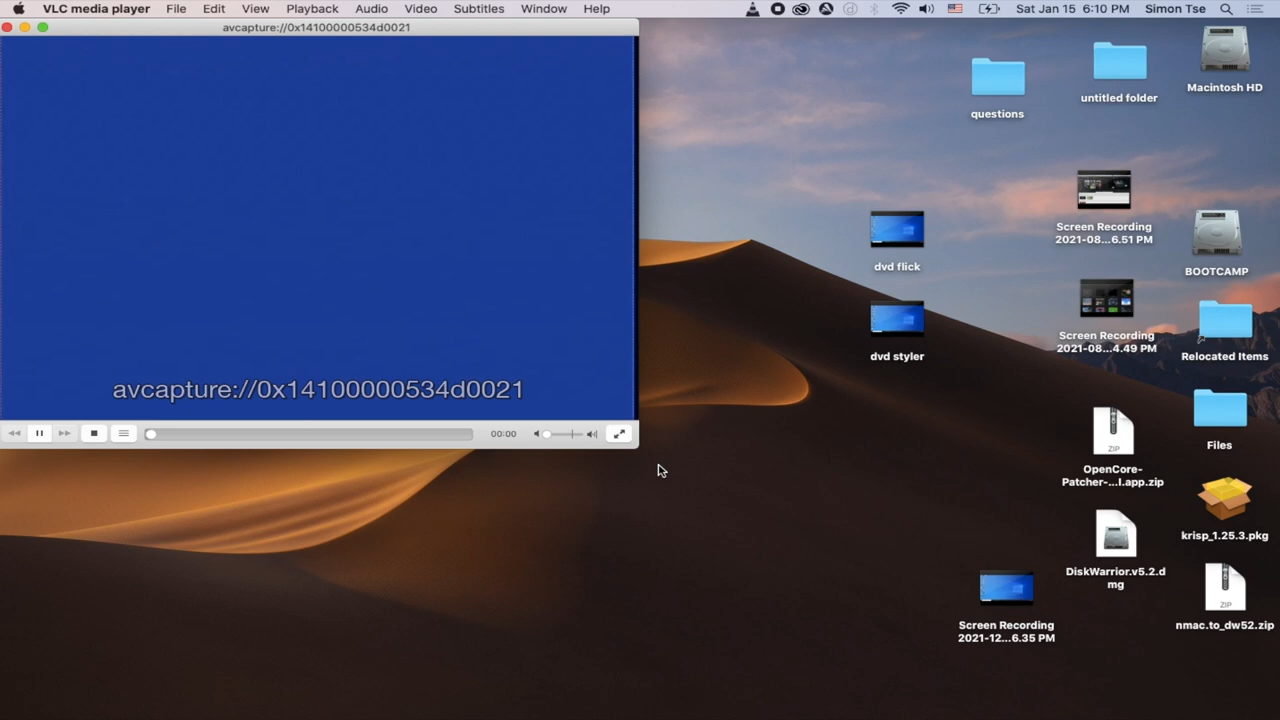 VLC media player File Edit View Playback Audio Video Subtitles Window Help Sat Jan 15 6:10 PM Simon Tse
avcapture://0x14100000534d0021
avcapture://0x14100000534d0021
00:00
questions
untitled folder
Macintosh HD
dvd flick
Screen Recording
2021-08...6.51 PM
BOOTCAMP
dvd styler
Screen Recording
2021-08...4.49 PM
Relocated Items
Files
ZIP
OpenCore-
Patcher-...I.app.zip
krisp_1.25.3.pkg
DiskWarrior.v5.2.d
mg
ZIP
nmac.to_dw52.zip
Screen Recording
2021-12...6.35 PM